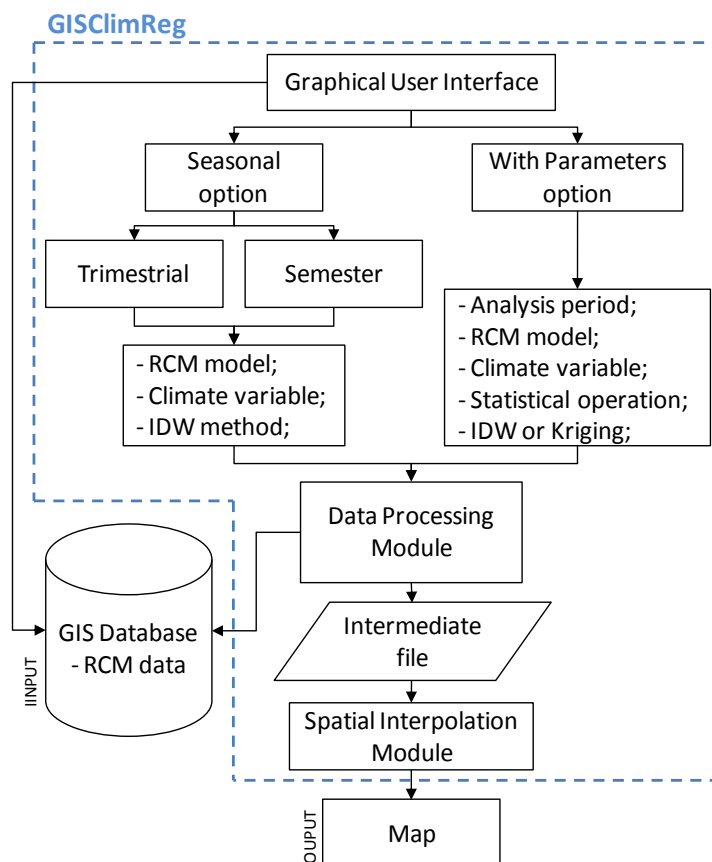 GISClimReg
Graphical User Interface
Seasonal
option
With Parameters
option
Trimestrial
Semester
- Analysis period;
- RCM model;
- Climate variable;
- Statistical operation;
- IDW or Kriging;
- RCM model;
- Climate variable;
- IDW method;
Data Processing
Module
GIS Database
- RCM data
IINPUT
Intermediate
file
Spatial Interpolation
Module
Map
OUPUT